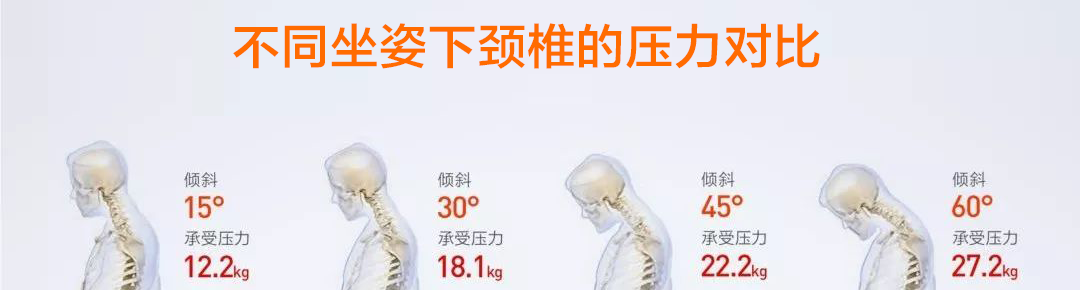 不同坐姿下颈椎的压力对比
倾斜
15°
承受压力
12.2kg
倾斜
30°
承受压力
18.1kg
倾斜
45°
承受压力
22.2kg
倾斜
60°
承受压力
27.2kg